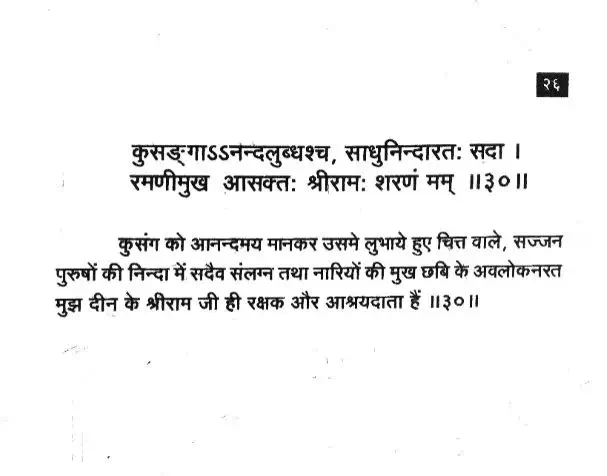 २६
कुसङ्गाऽऽनन्दलुब्धश्च, साधुनिन्दारतः सदा ।
रमणीमुख आसक्तः श्रीरामः शरणं मम् ॥३०॥
कुसंग को आनन्दमय मानकर उसमे लुभाये हुए चित्त वाले, सज्जन
पुरुषों की निन्दा में सदैव संलग्न तथा नारियों की मुख छबि के अवलोकनरत
मुझ दीन के श्रीराम जी ही रक्षक और आश्रयदाता हैं ॥३०॥